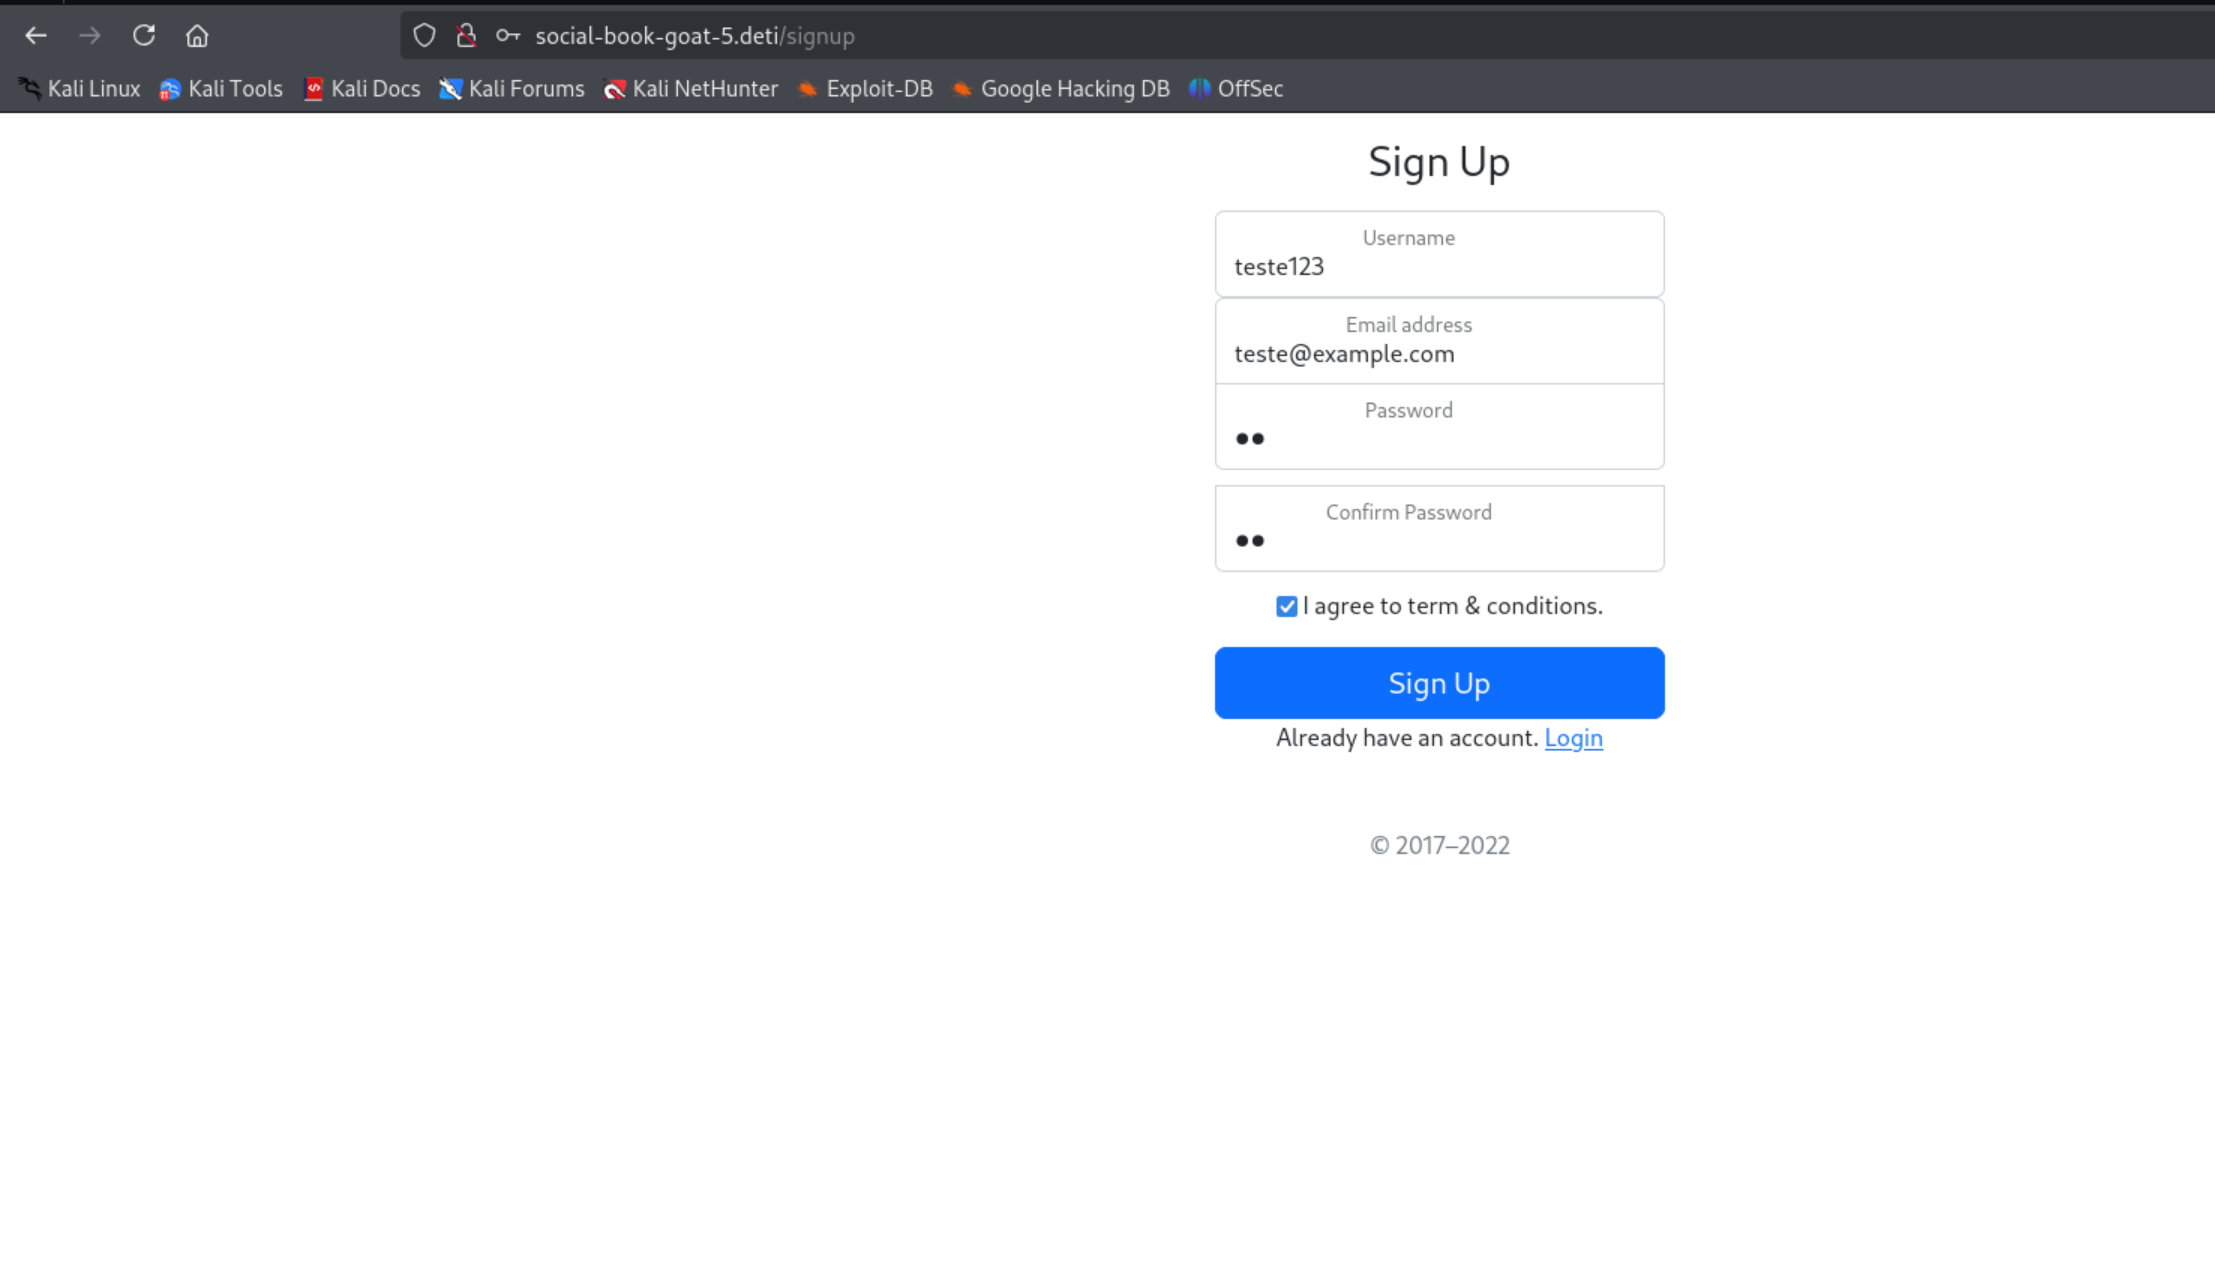 social-book-goat-5.deti/signup
Kali Linux Kali Tools Kali Docs Kali Forums Kali NetHunter Exploit-DB Google Hacking DB OffSec
Sign Up
Username
teste123
Email address
teste@example.com
Password
••
Confirm Password
••
I agree to term & conditions.
Sign Up
Already have an account. Login
© 2017–2022